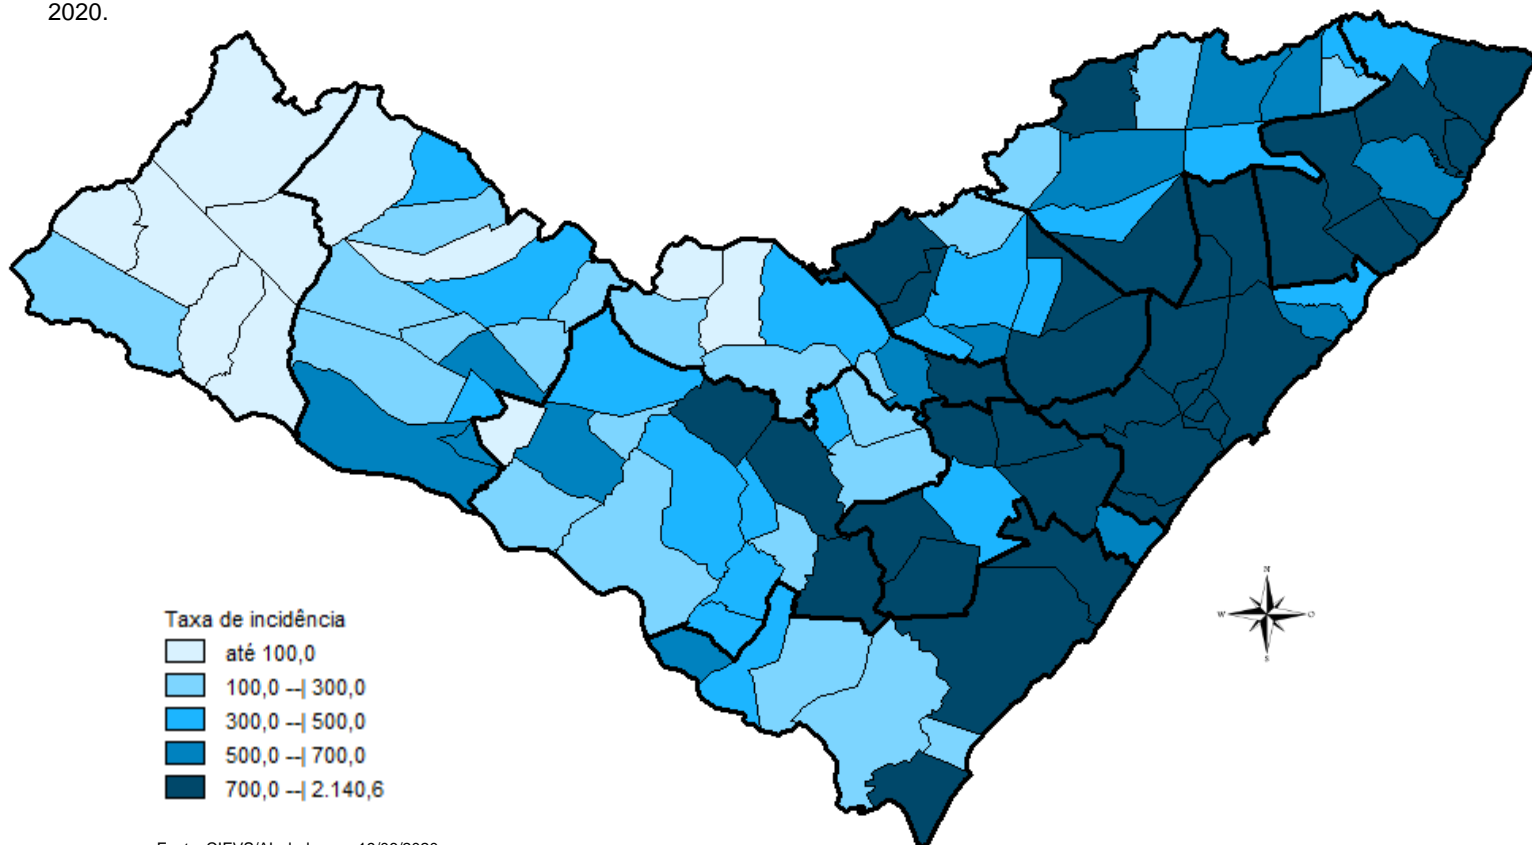 2020.
Taxa de incidência
até 100,0
100,0 --| 300,0
300,0 --| 500,0
500,0 --| 700,0
700,0 --| 2.140,6
N
W
O
S